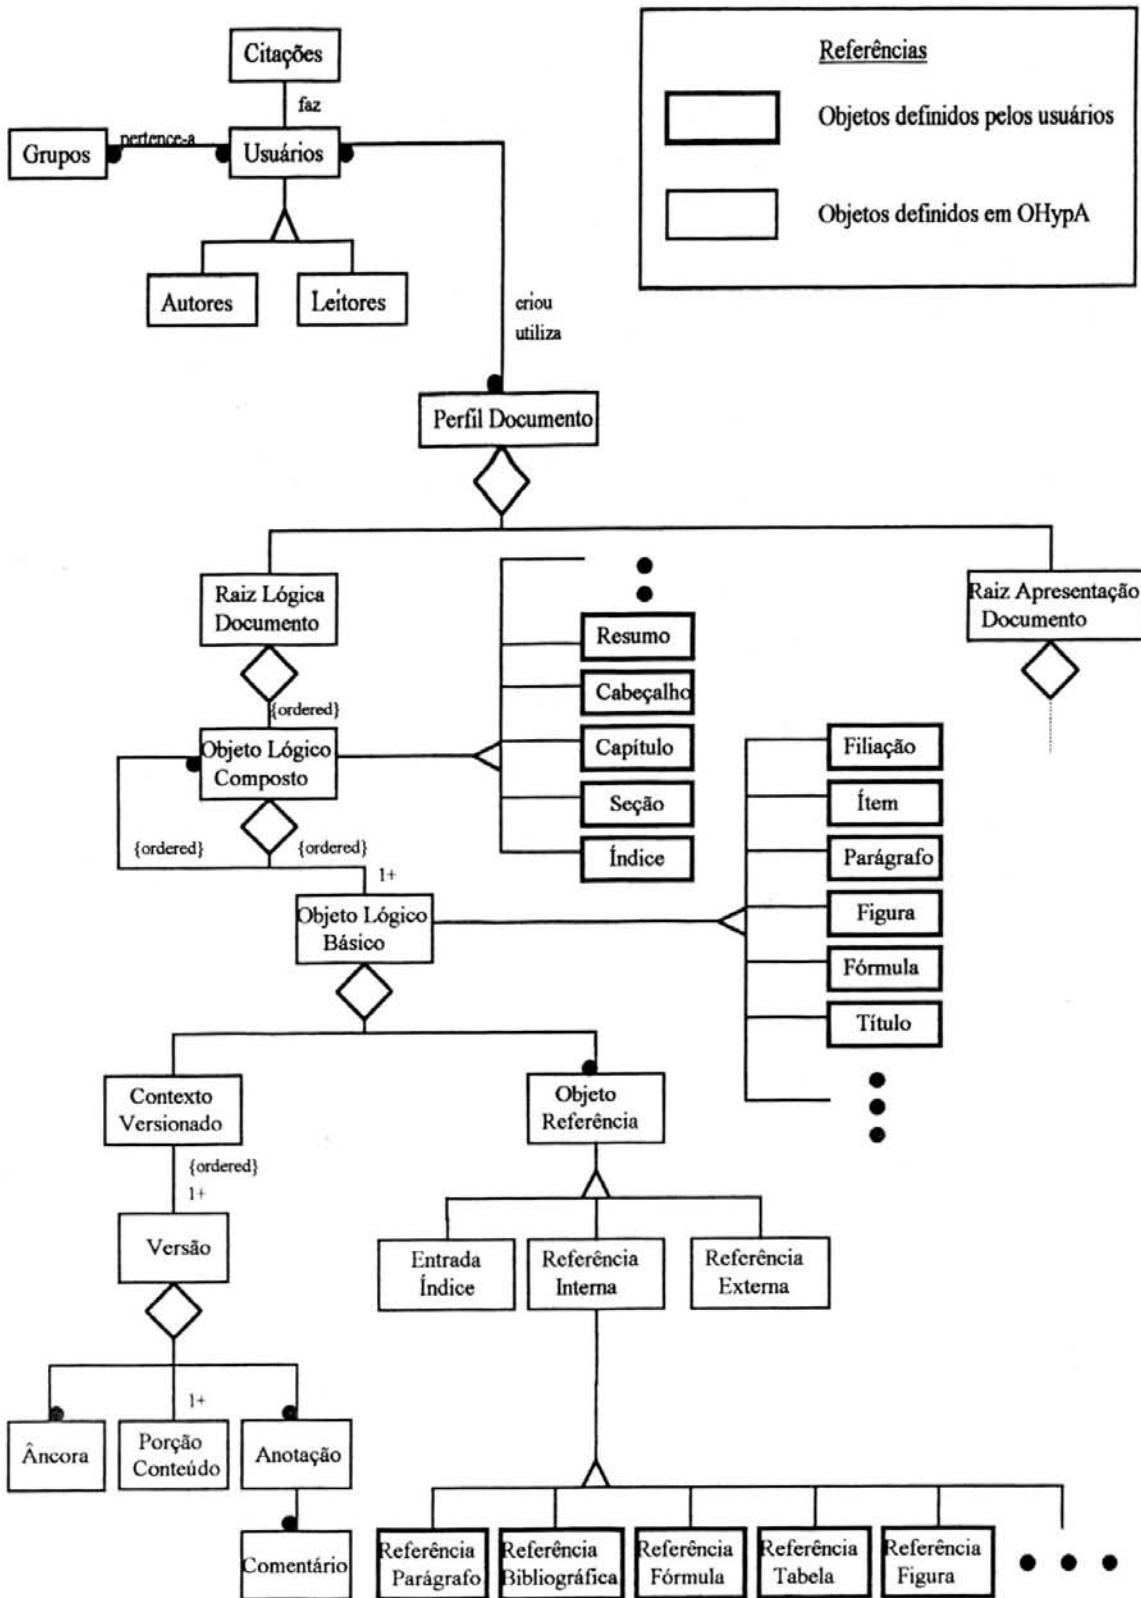 Citações
faz
Grupos
pertence-a
Usuários
Autores
Leitores
criou
utiliza
Referências
Objetos definidos pelos usuários
Objetos definidos em OHypA
Perfil Documento
Raiz Lógica
Documento
Raiz Apresentação
Documento
{ordered}
Objeto Lógico
Composto
{ordered}
{ordered}
1+
Resumo
Cabeçalho
Capítulo
Seção
Índice
Objeto Lógico
Básico
Filiação
Ítem
Parágrafo
Figura
Fórmula
Título
Contexto
Versionado
{ordered}
1+
Versão
Objeto
Referência
Entrada
Índice
Referência
Interna
Referência
Externa
1+
Âncora
Porção
Conteúdo
Anotação
Comentário
Referência
Parágrafo
Referência
Bibliográfica
Referência
Fórmula
Referência
Tabela
Referência
Figura